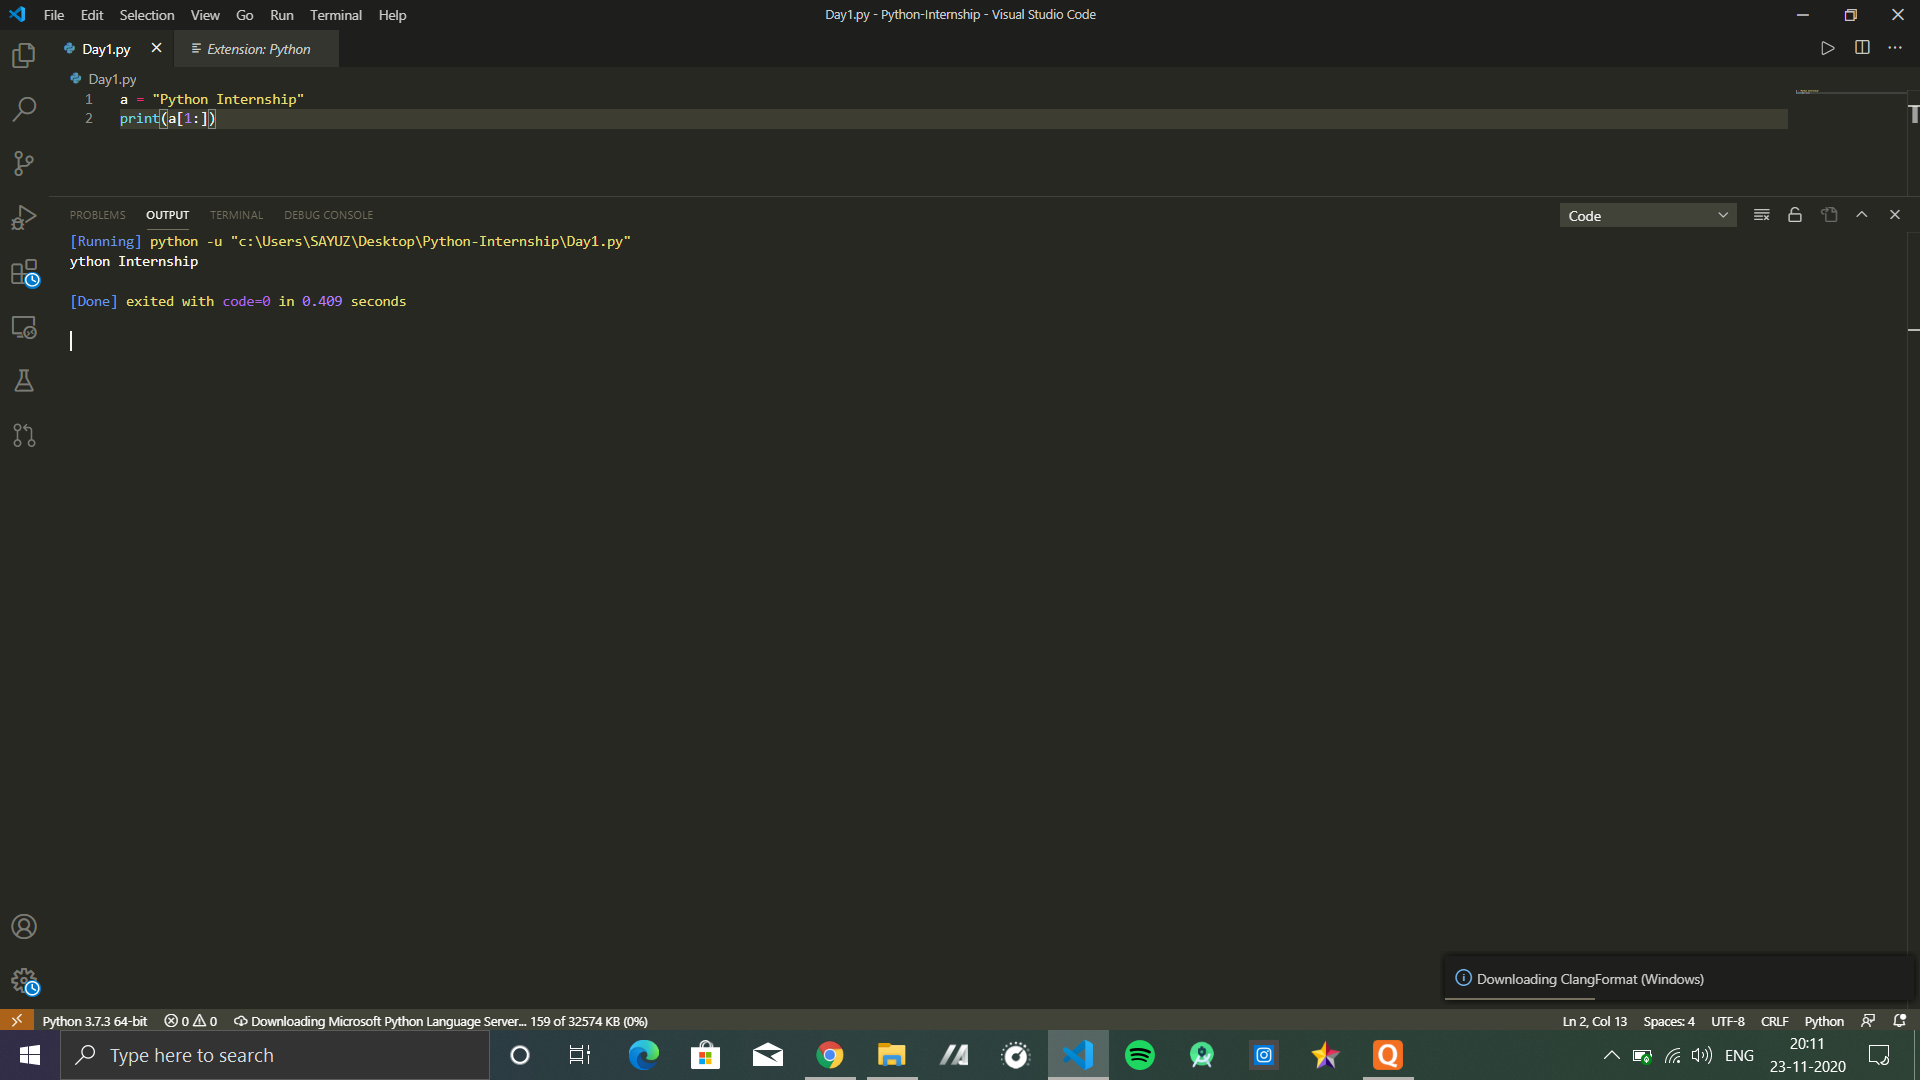 File Edit Selection View Go Run Terminal Help
Day1.py - Python-Internship - Visual Studio Code
Day1.py
Extension: Python
Day1.py
1 a = "Python Internship"
2 print(a[1:])
PROBLEMS OUTPUT TERMINAL DEBUG CONSOLE
Code
[Running] python -u "c:\Users\SAYUZ\Desktop\Python-Internship\Day1.py"
ython Internship
[Done] exited with code=0 in 0.409 seconds
Downloading ClangFormat (Windows)
Python 3.7.3 64-bit 0 0 Downloading Microsoft Python Language Server... 159 of 32574 KB (0%)
Ln 2, Col 13 Spaces: 4 UTF-8 CRLF Python
Type here to search
ENG
20:11
23-11-2020